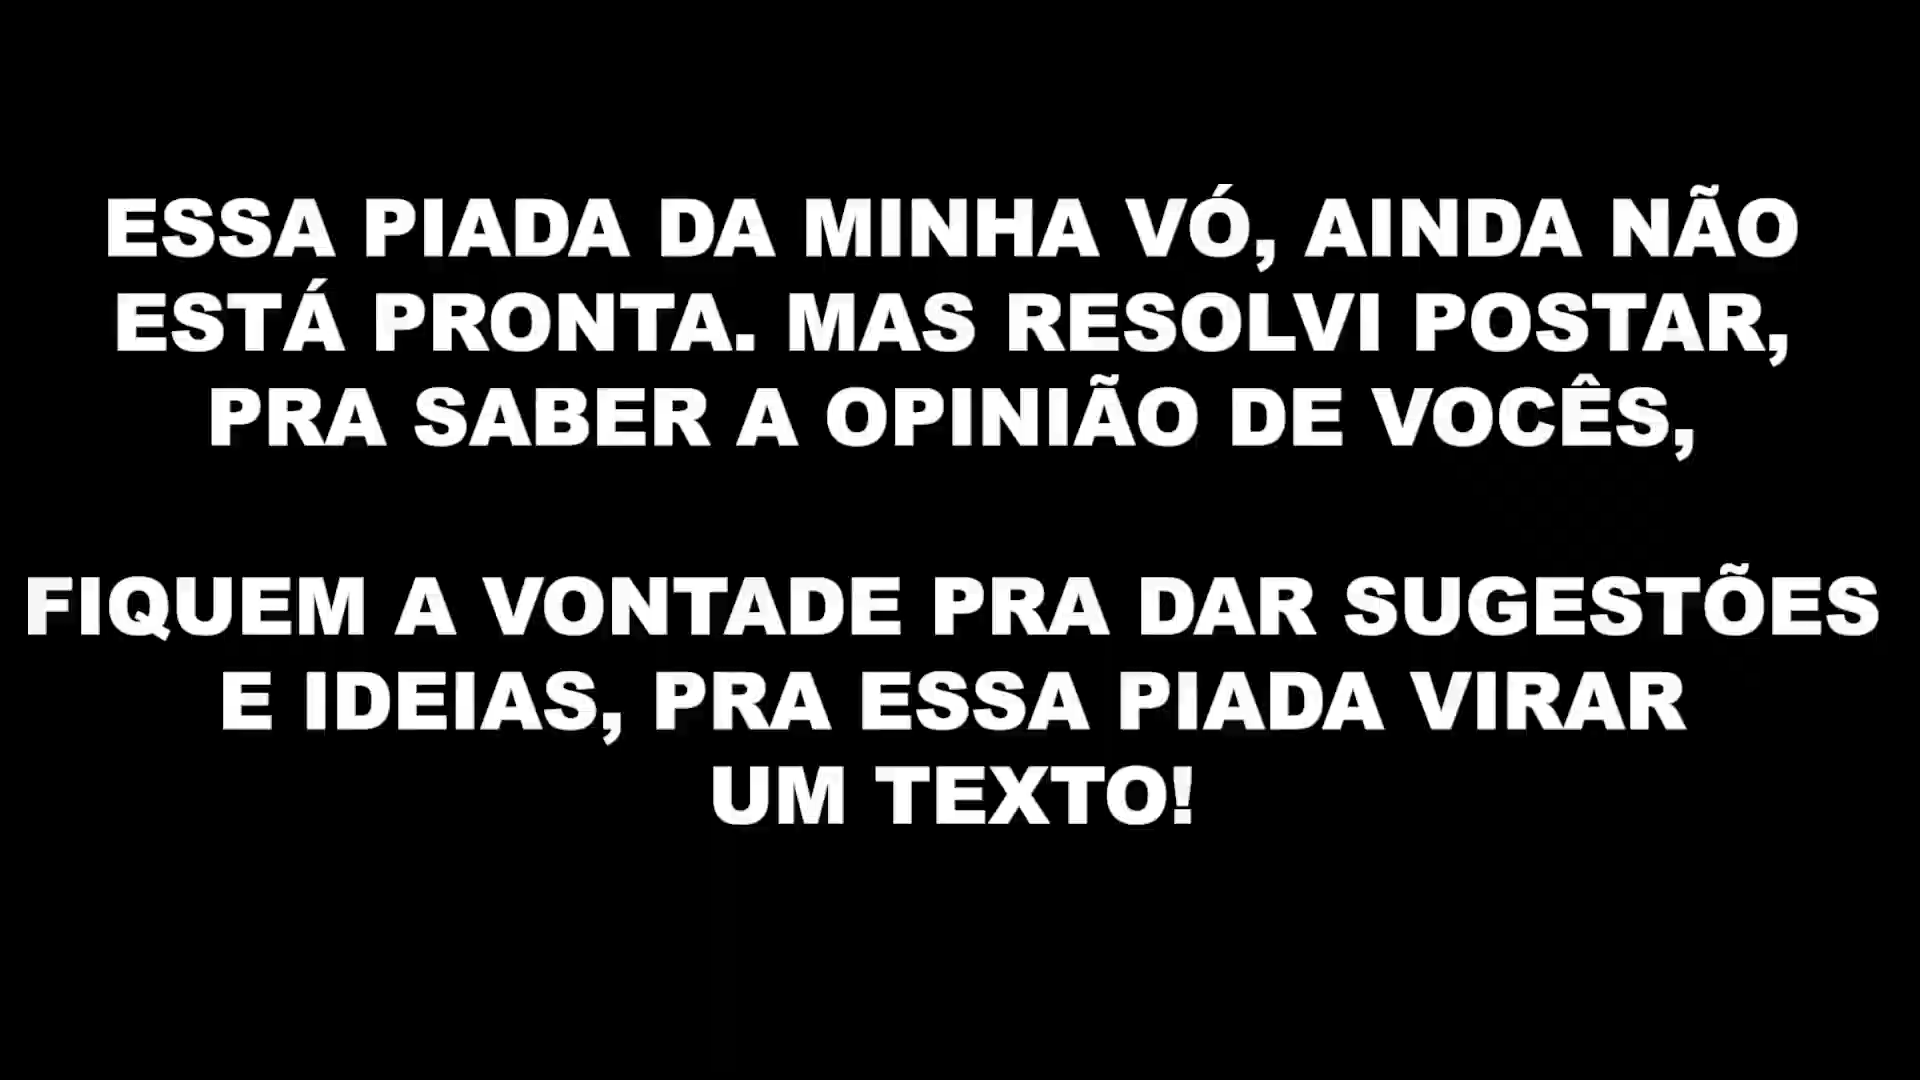 ESSA PIADA DA MINHA VÓ, AINDA NÃO
ESTÁ PRONTA. MAS RESOLVI POSTAR,
PRA SABER A OPINIÃO DE VOCÊS,
FIQUEM A VONTADE PRA DAR SUGESTÕES
E IDEIAS, PRA ESSA PIADA VIRAR
UM TEXTO!